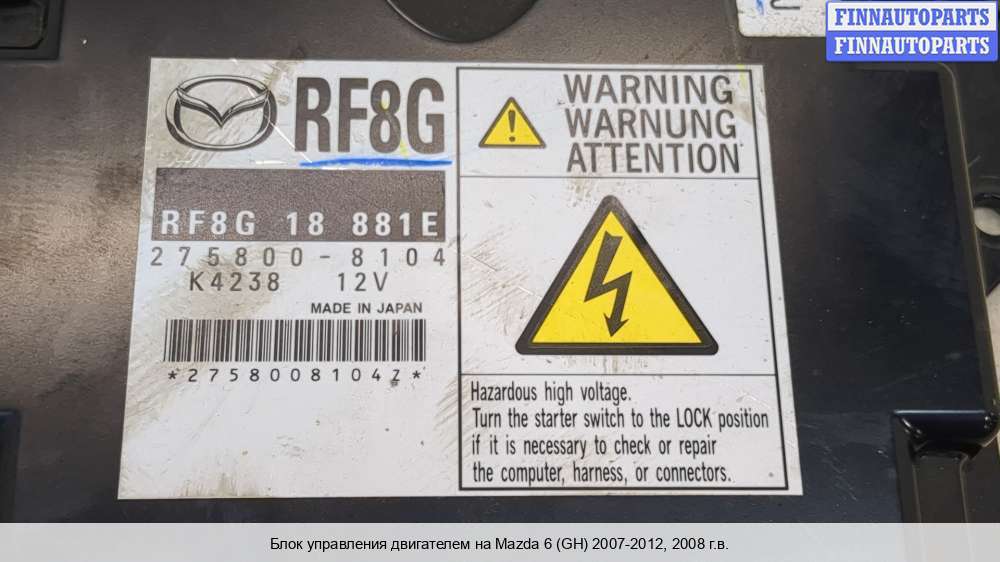 FINNAUTOPARTS
FINNAUTOPARTS
RF8G
RF8G 18 881E
275800-8104
K4238 12V
MADE IN JAPAN
*2758008104Z*
WARNING
WARNUNG
ATTENTION
Hazardous high voltage.
Turn the starter switch to the LOCK position
if it is necessary to check or repair
the computer, harness, or connectors.
Блок управления двигателем на Mazda 6 (GH) 2007-2012, 2008 г.в.